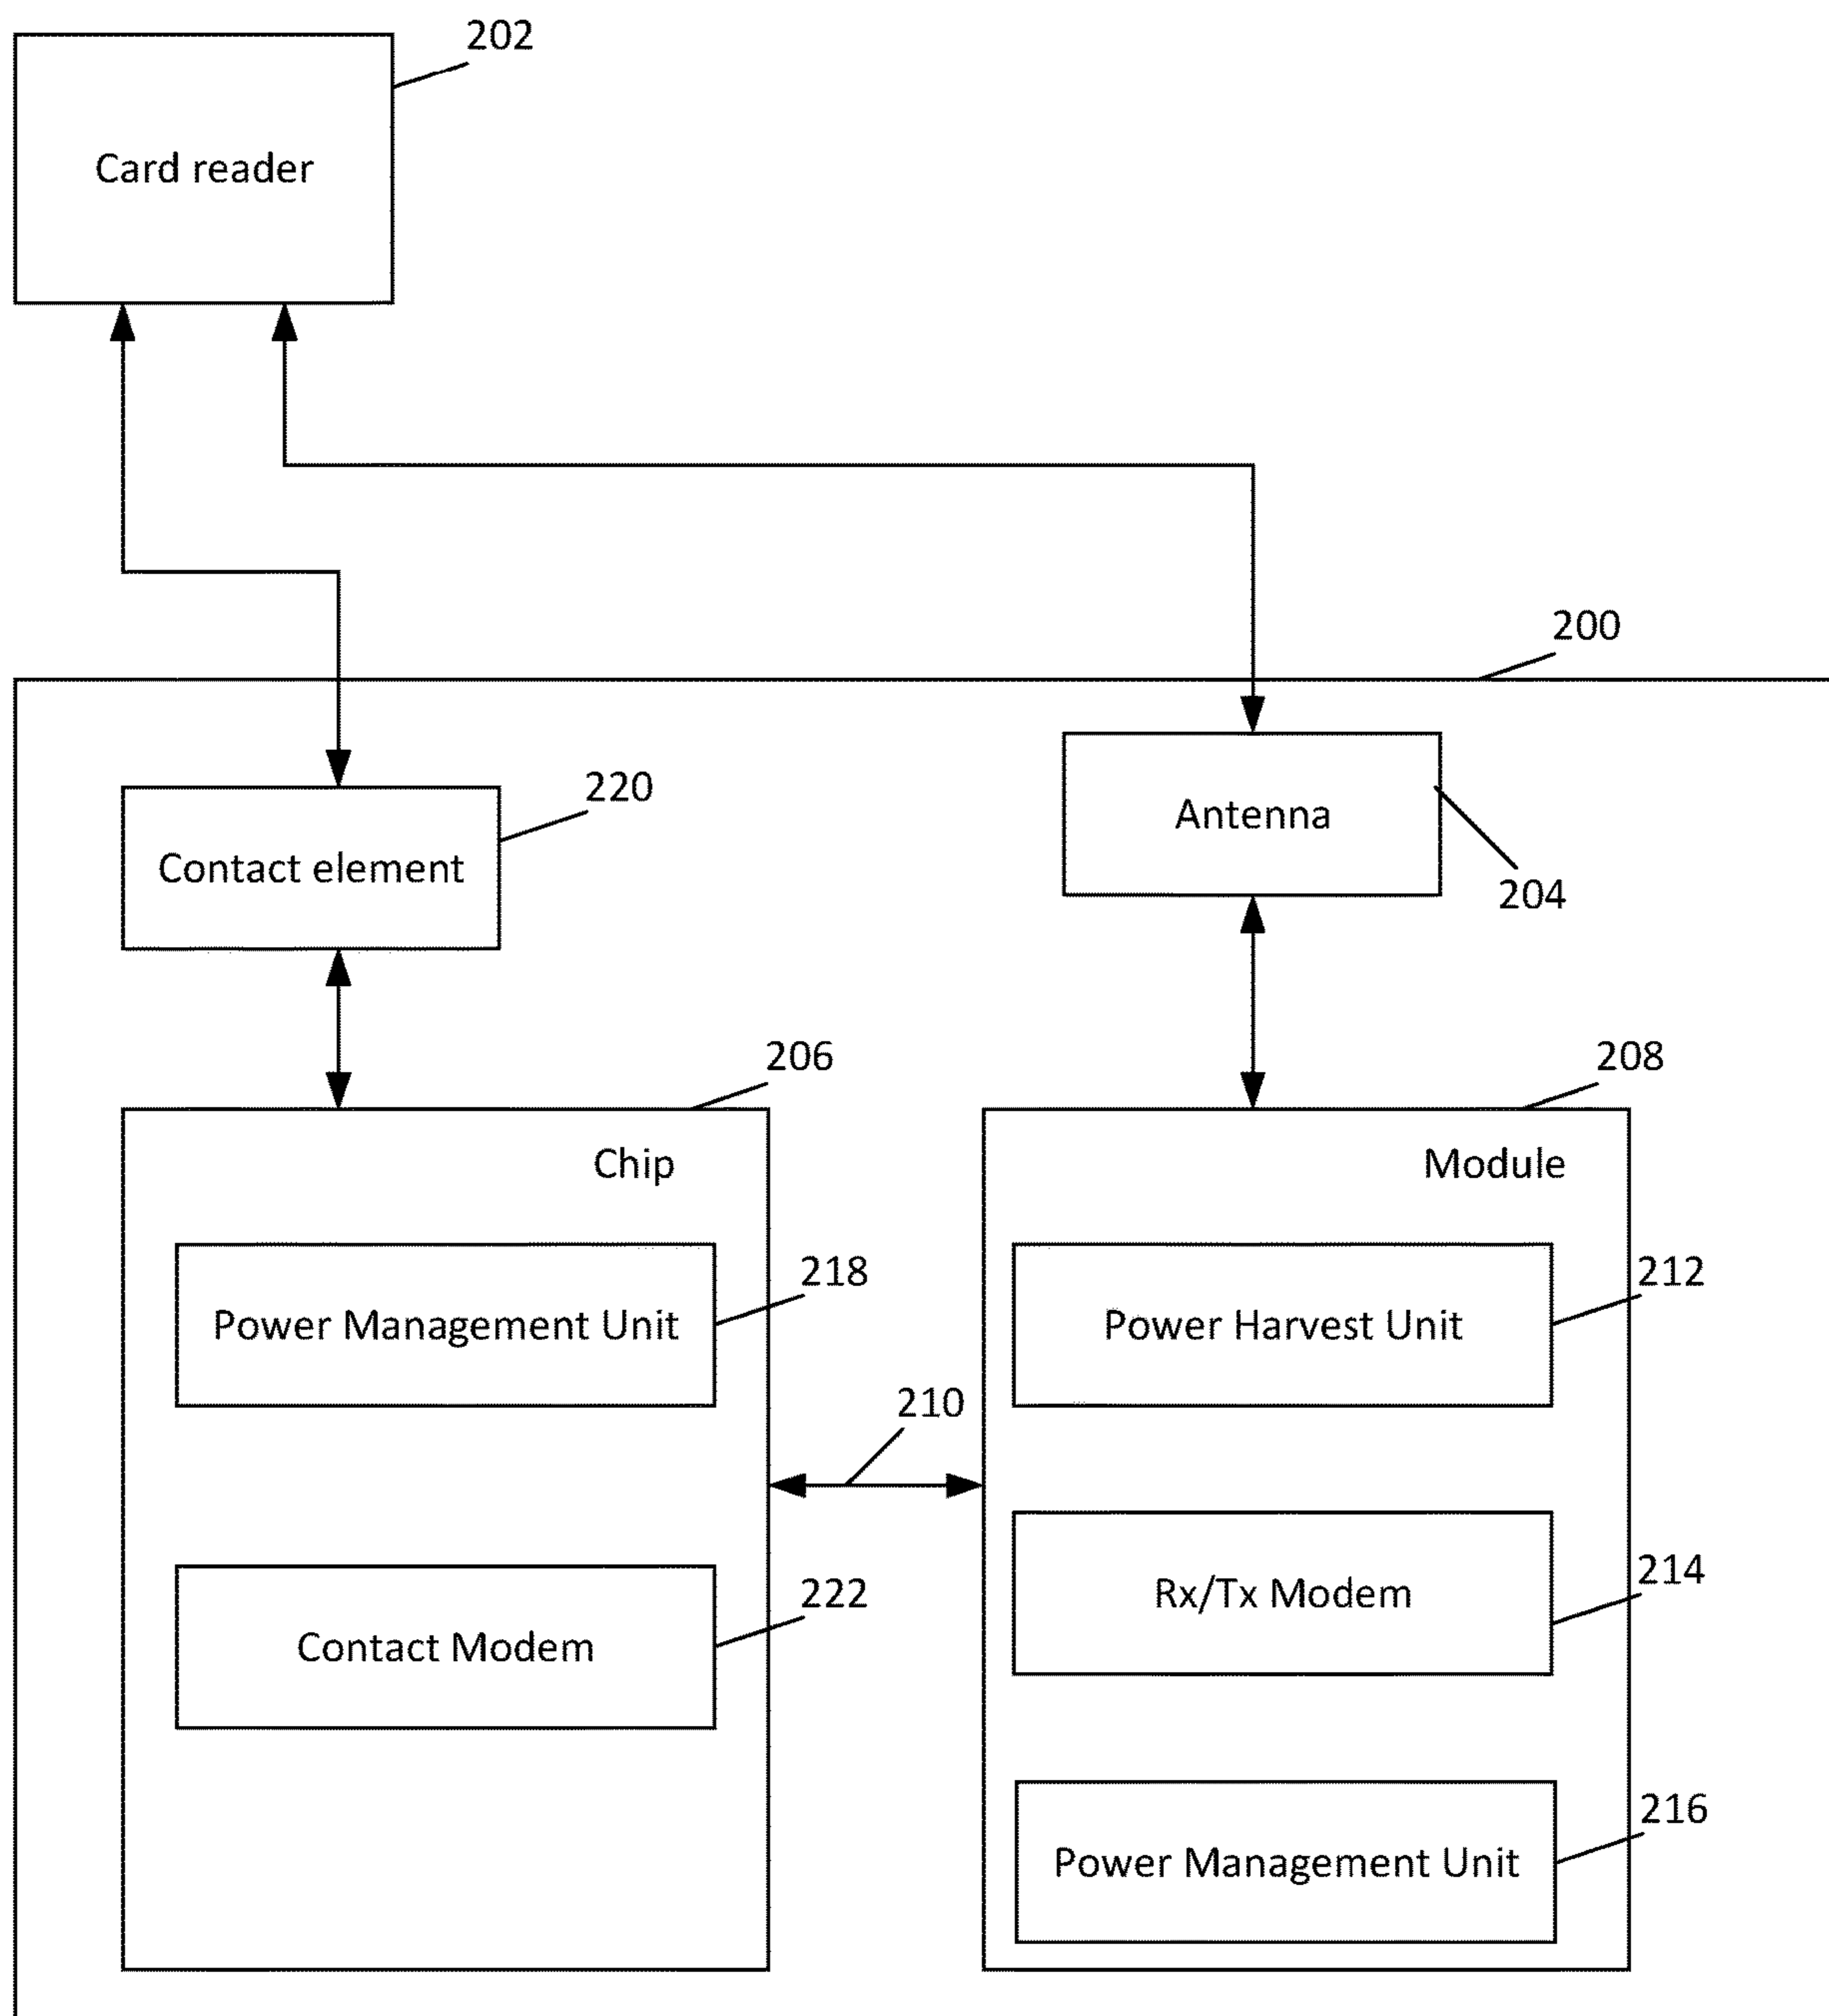 202
Card reader
200
220
Antenna
Contact element
204
206
208
Chip
Module
218
212
Power Management Unit
Power Harvest Unit
210
222
214
Rx/Tx Modem
Contact Modem
216
Power Management Unit